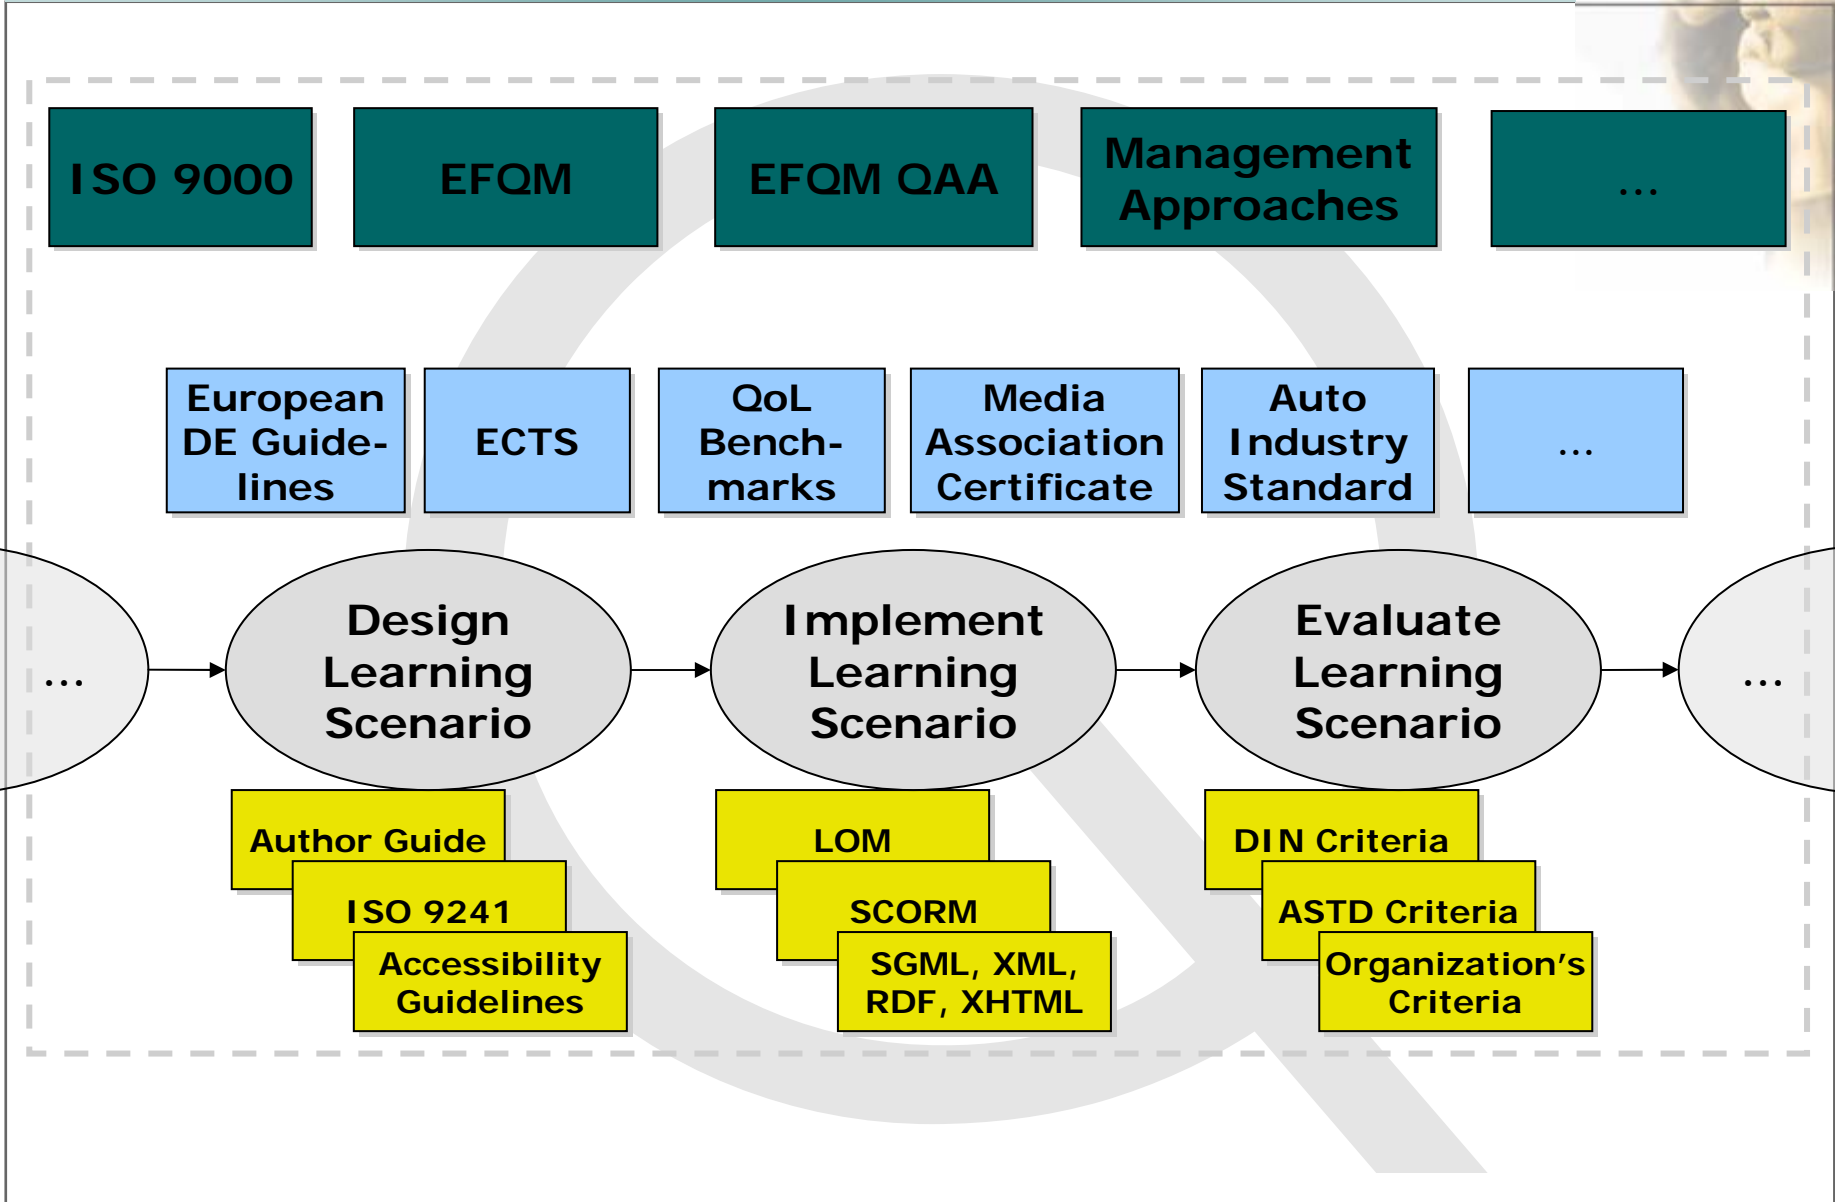 ISO 9000
EFQM
EFQM QAA
Management
Approaches
...
European
DE Guide-
lines
ECTS
QoL
Bench-
marks
Media
Association
Certificate
Auto
Industry
Standard
...
...
Design
Learning
Scenario
Implement
Learning
Scenario
Evaluate
Learning
Scenario
...
Author Guide
ISO 9241
Accessibility
Guidelines
LOM
SCORM
SGML, XML,
RDF, XHTML
DIN Criteria
ASTD Criteria
Organization's
Criteria